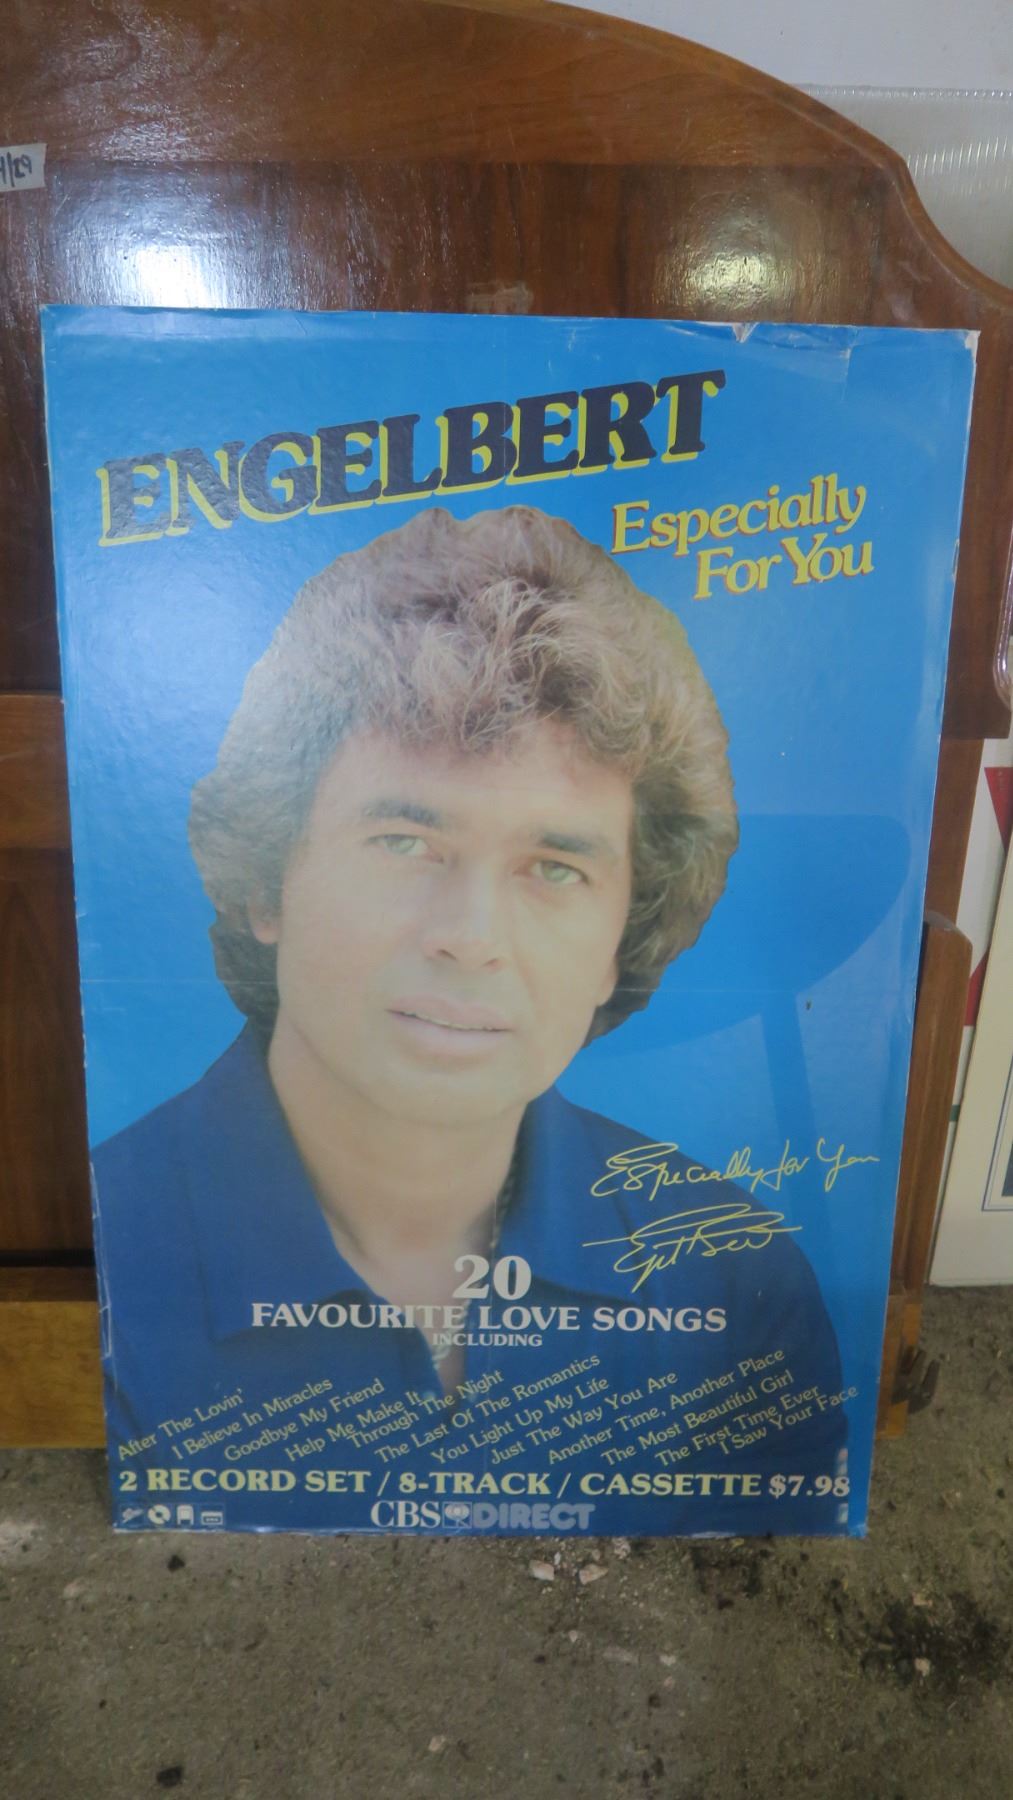 4/29
ENGELBERT
Especially
For You
Especially for You
Engelbert
20
FAVOURITE LOVE SONGS
INCLUDING
After The Lovin'
I Believe In Miracles
Goodbye My Friend
Help Me Make It
Through The Night
The Last Of The Romantics
You Light Up My Life
Just The Way You Are
Another Time, Another Place
The Most Beautiful Girl
The First Time Ever
I Saw Your Face
2 RECORD SET / 8-TRACK / CASSETTE $7.98
CBS DIRECT